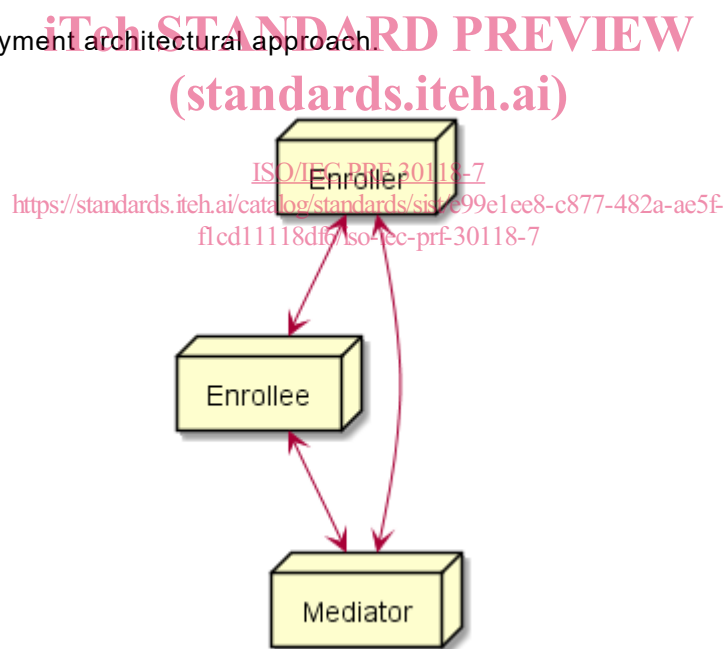 iTeh STANDARD PREVIEW
yment architectural approach.
(standards.iteh.ai)
ISO/IEC PRF 30118-7
Enroller
https://standards.iteh.ai/catalog/standards/sist/e99e1ee8-c877-482a-ae5f-
f1cd11118df6/iso-iec-prf-30118-7
Enrollee
Mediator